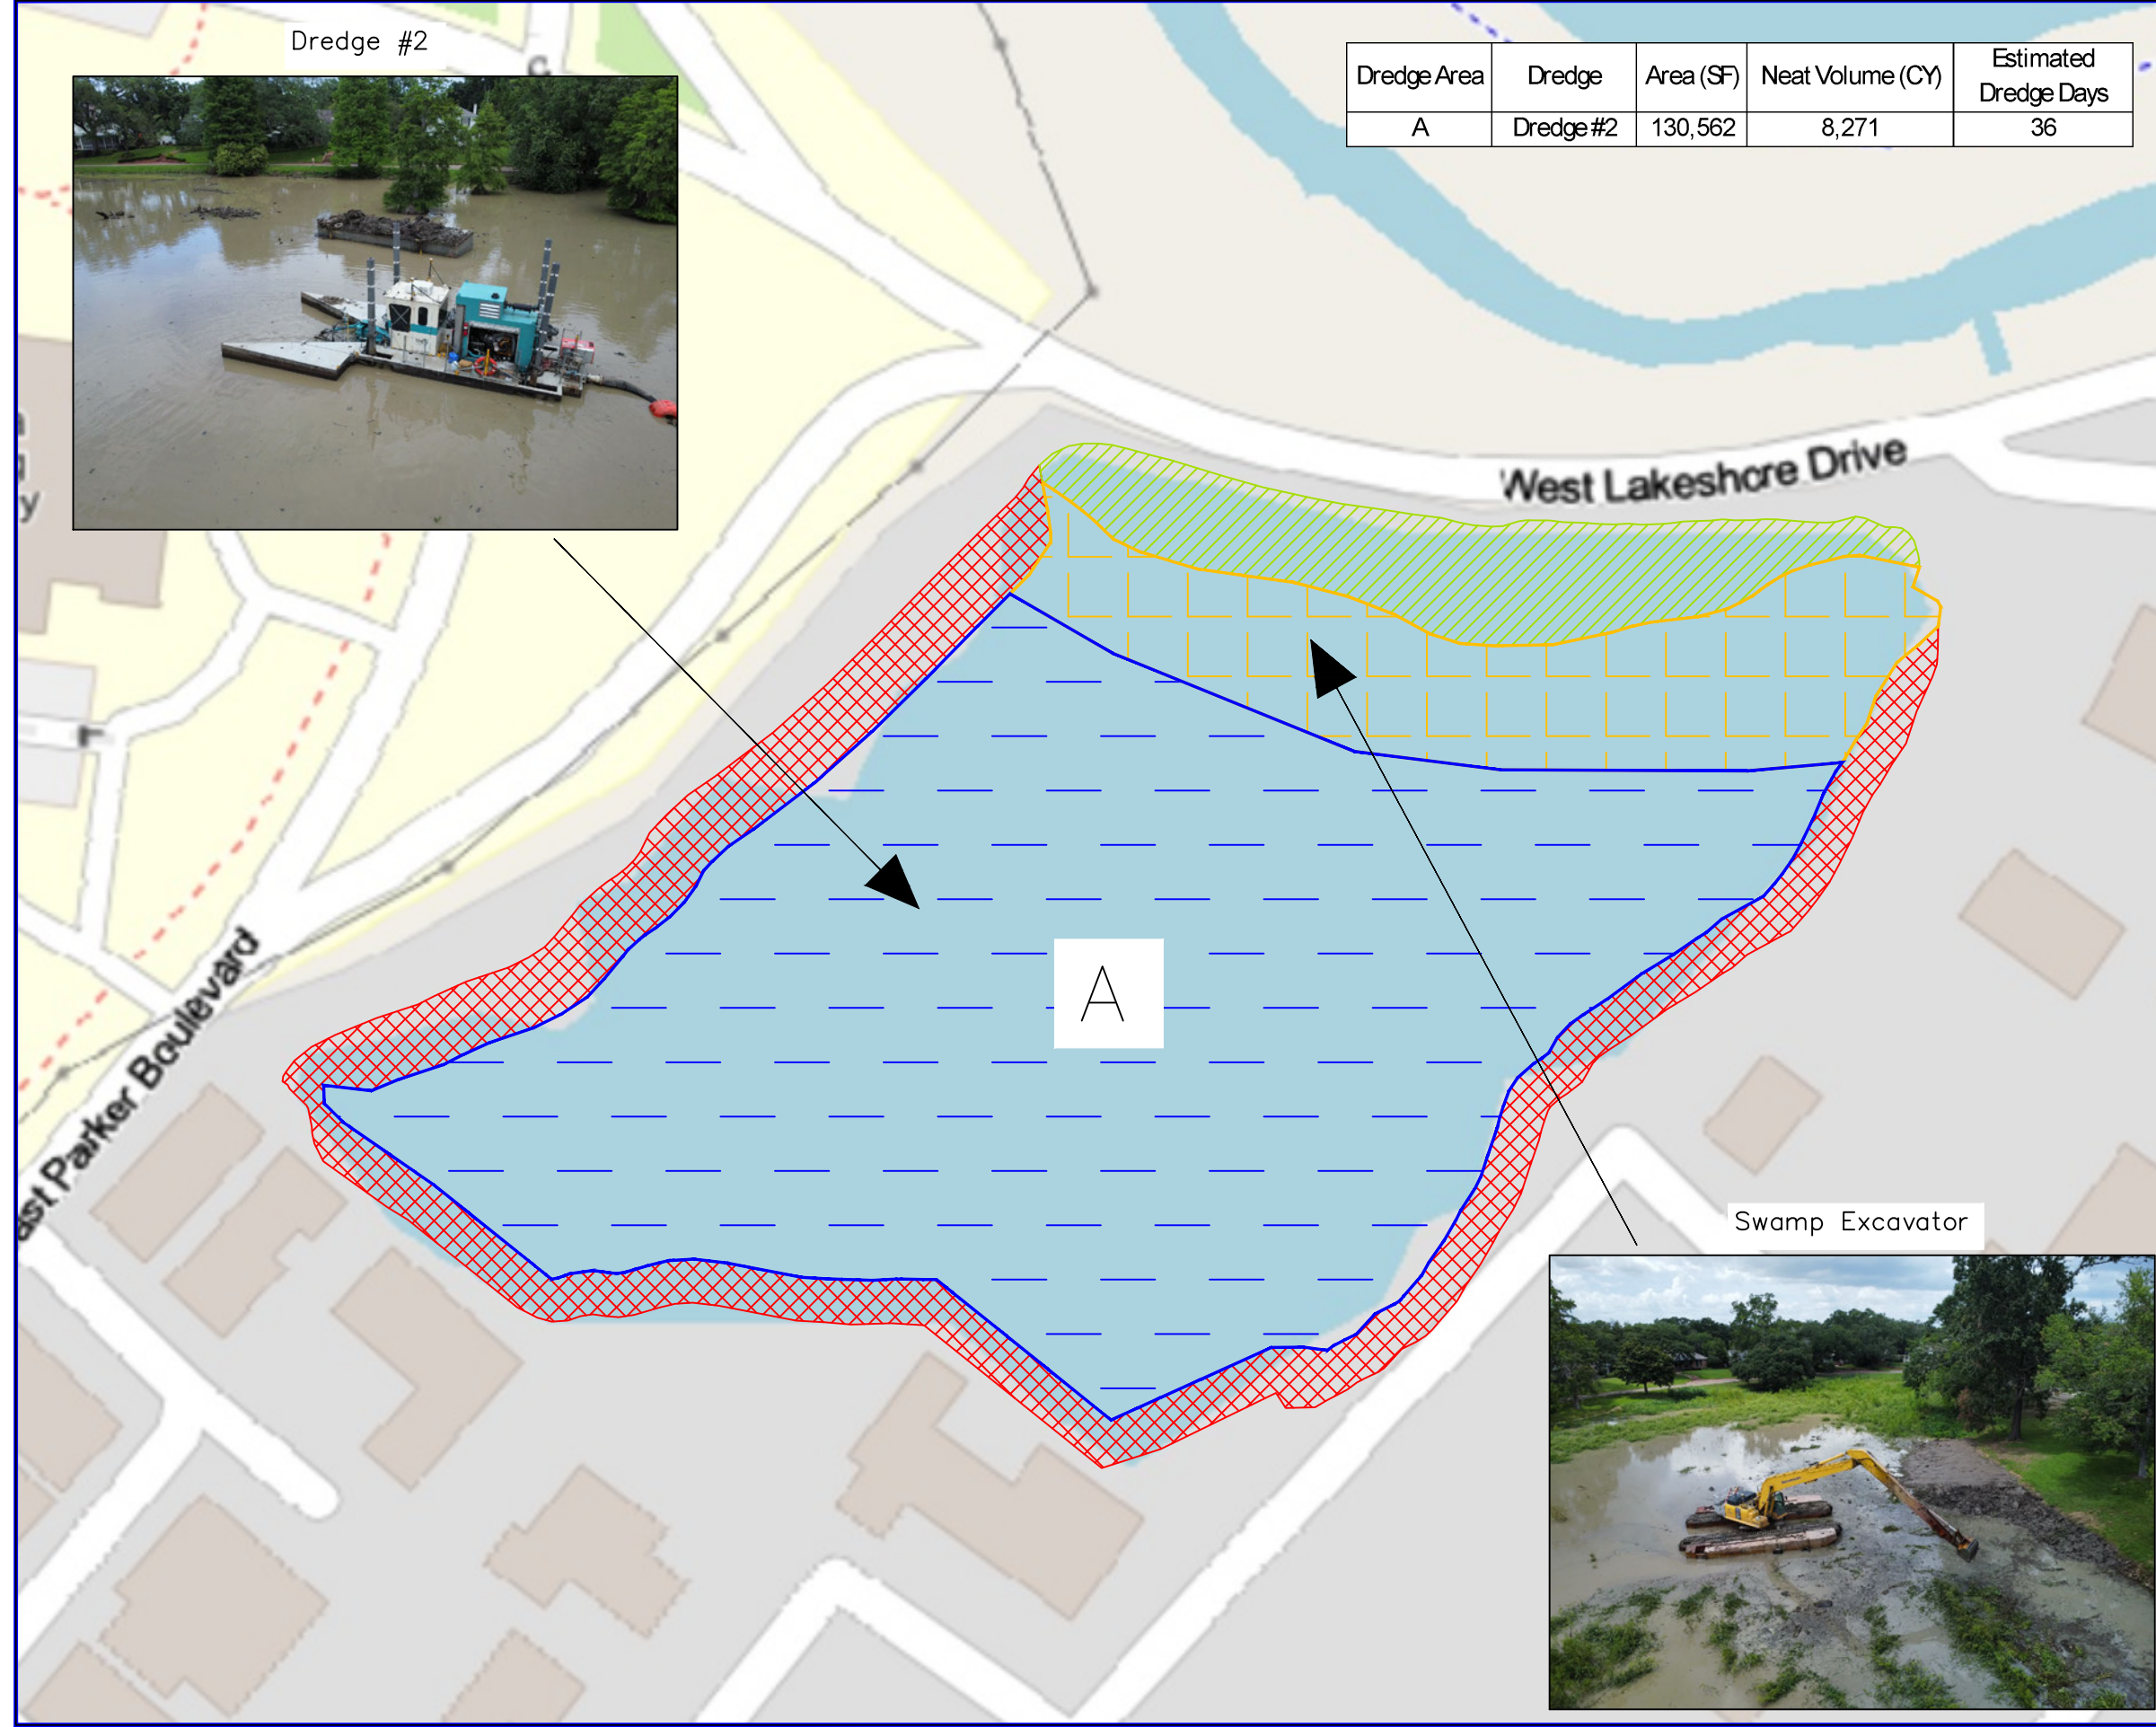 Dredge #2
Dredge Area Dredge Area (SF) Neat Volume (CY) Estimated Dredge Days
A Dredge #2 130,562 8,271 36
West Lakeshore Drive
A
ast Parker Boulevard
Swamp Excavator